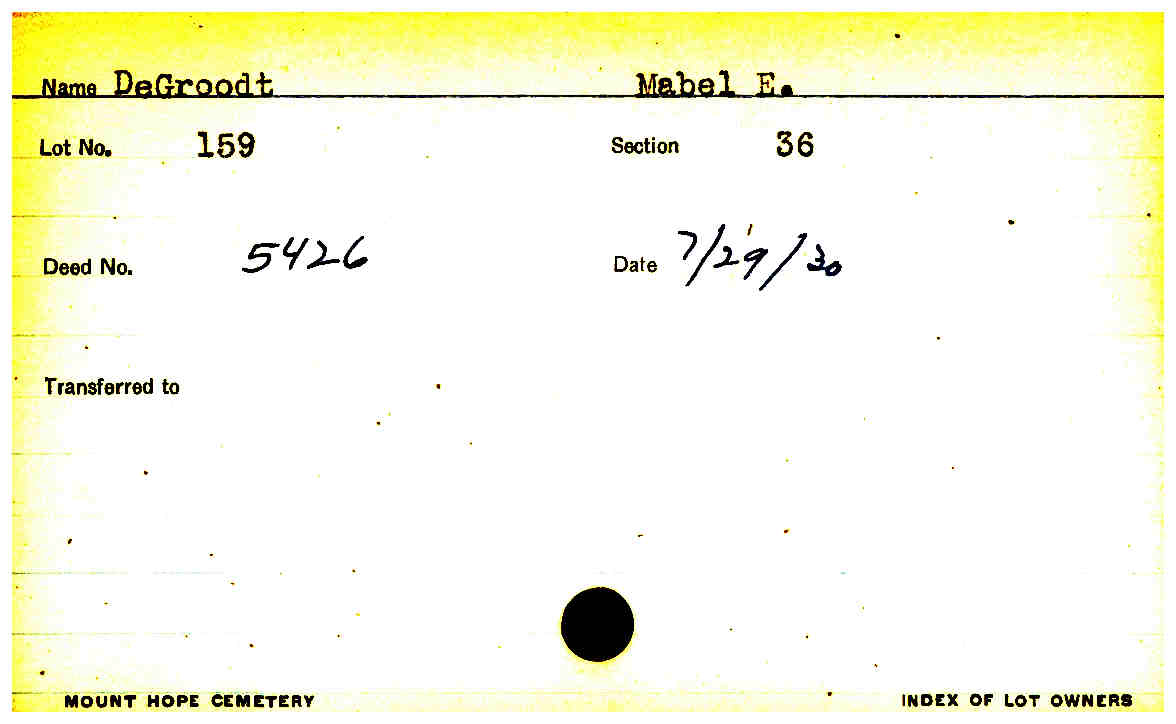 Name DeGroodt Mabel E.
Lot No. 159 Section 36
Deed No. 5426 Date 7/29/30
Transferred to
MOUNT HOPE CEMETERY INDEX OF LOT OWNERS